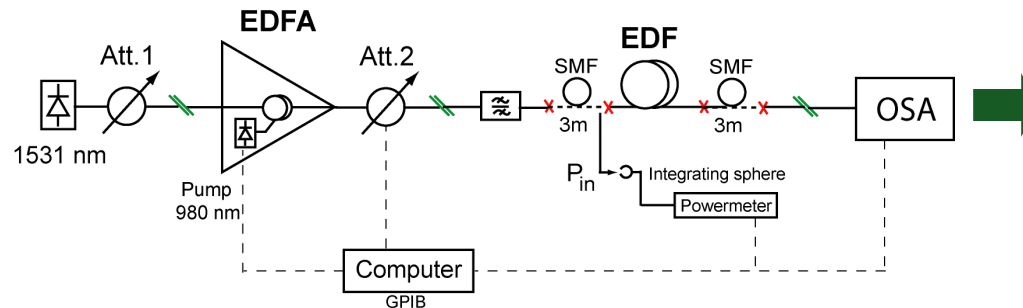 EDFA
EDF
Att.1
Att.2
SMF
SMF
OSA
3m
3m
1531 nm
Pin
Integrating sphere
Pump
980 nm
Powermeter
Computer
GPIB